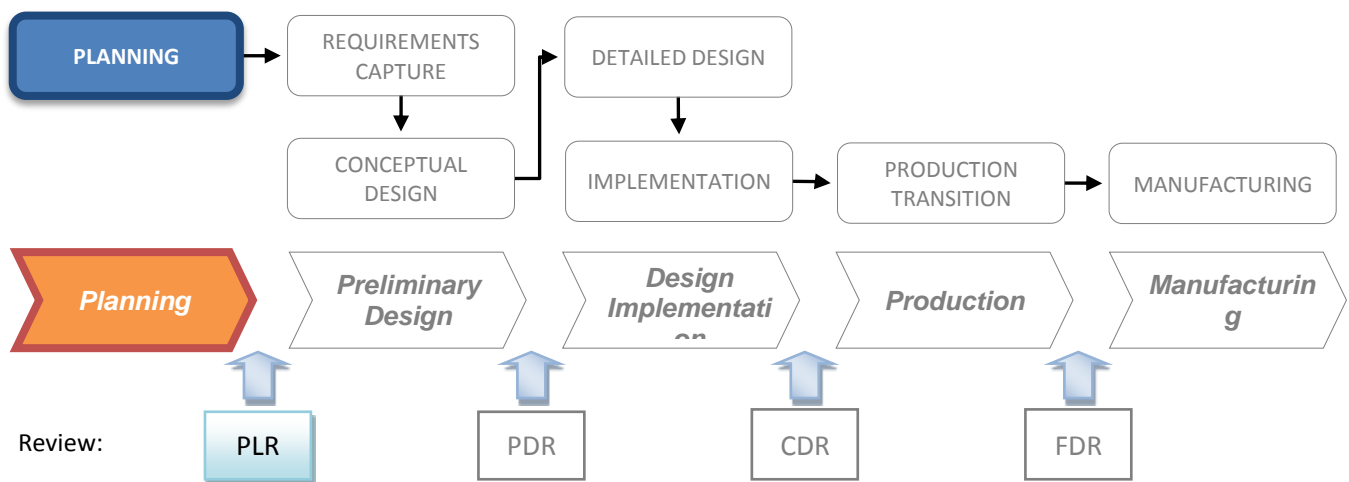 PLANNING
REQUIREMENTS
CAPTURE
DETAILED DESIGN
CONCEPTUAL
DESIGN
IMPLEMENTATION
PRODUCTION
TRANSITION
MANUFACTURING
Planning
Preliminary
Design
Design
Implementati
on
Production
Manufacturin
g
Review:
PLR
PDR
CDR
FDR